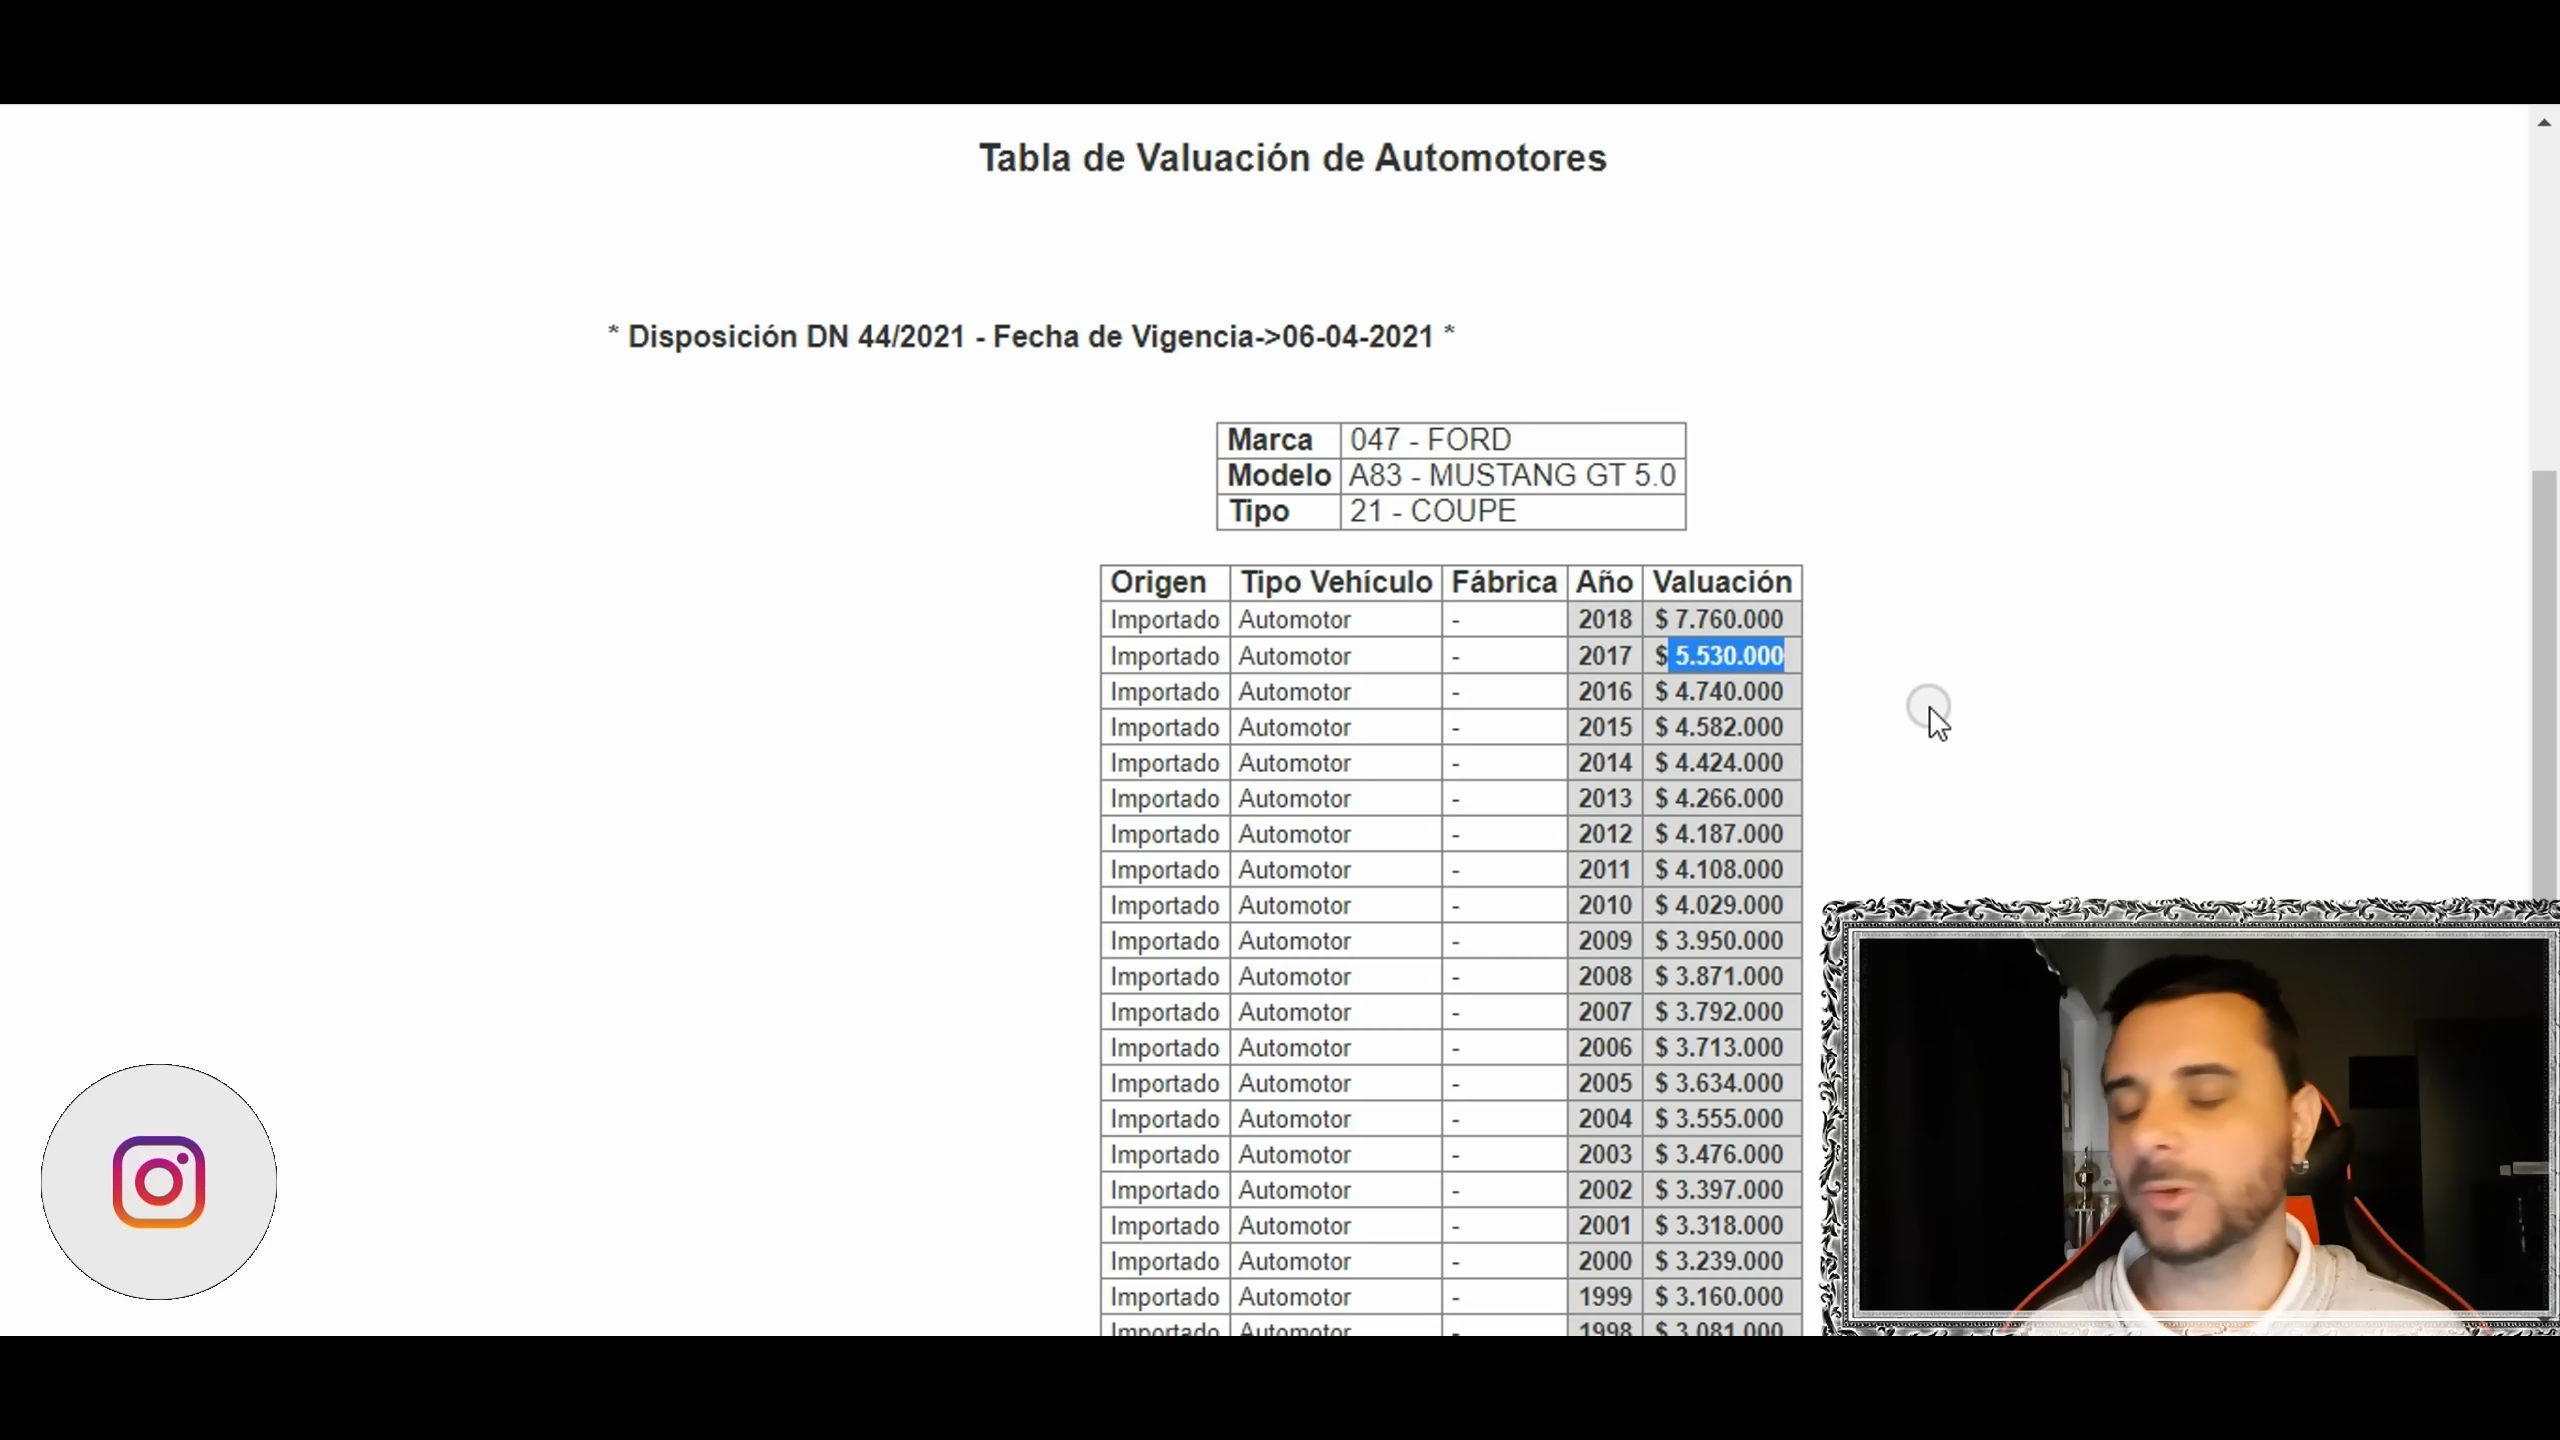 Tabla de Valuación de Automotores
* Disposición DN 44/2021 - Fecha de Vigencia->06-04-2021 *
Marca 047 - FORD
Modelo A83 - MUSTANG GT 5.0
Tipo 21 - COUPE
Origen Tipo Vehículo Fábrica Año Valuación
Importado Automotor - 2018 $ 7.760.000
Importado Automotor - 2017 $ 5.530.000
Importado Automotor - 2016 $ 4.740.000
Importado Automotor - 2015 $ 4.582.000
Importado Automotor - 2014 $ 4.424.000
Importado Automotor - 2013 $ 4.266.000
Importado Automotor - 2012 $ 4.187.000
Importado Automotor - 2011 $ 4.108.000
Importado Automotor - 2010 $ 4.029.000
Importado Automotor - 2009 $ 3.950.000
Importado Automotor - 2008 $ 3.871.000
Importado Automotor - 2007 $ 3.792.000
Importado Automotor - 2006 $ 3.713.000
Importado Automotor - 2005 $ 3.634.000
Importado Automotor - 2004 $ 3.555.000
Importado Automotor - 2003 $ 3.476.000
Importado Automotor - 2002 $ 3.397.000
Importado Automotor - 2001 $ 3.318.000
Importado Automotor - 2000 $ 3.239.000
Importado Automotor - 1999 $ 3.160.000
Importado Automotor - 1998 $ 3.081.000